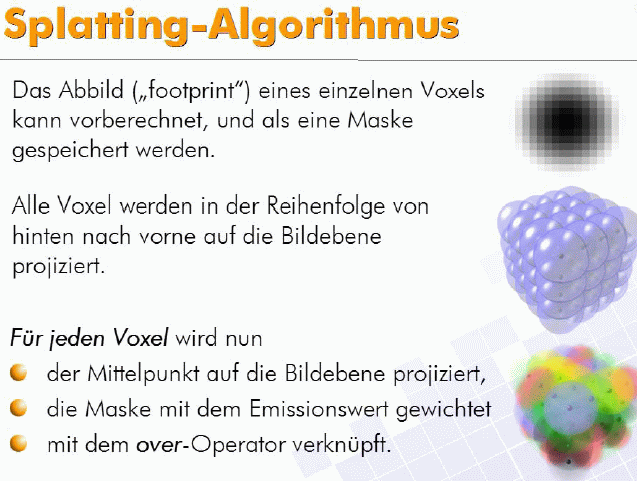 Splatting-Algorithmus
Das Abbild („footprint“) eines einzelnen Voxels
kann vorberechnet, und als eine Maske
gespeichert werden.
Alle Voxel werden in der Reihenfolge von
hinten nach vorne auf die Bildebene
projiziert.
Für jeden Voxel wird nun
der Mittelpunkt auf die Bildebene projiziert,
die Maske mit dem Emissionswert gewichtet
mit dem over-Operator verknüpft.